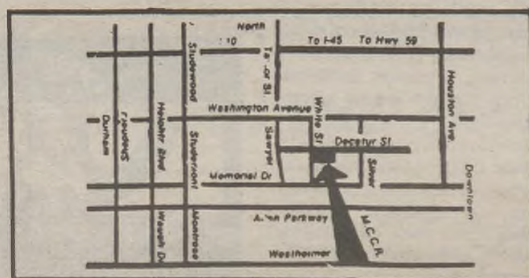 North
10 To I-45 To Hwy 59
Studewood
Taylor St
Houston Ave.
Washington Avenue
White St
Durham
Shepherd
Heights Blvd
Studemont
Sawyer
Decatur St
Silver
Memorial Dr
Downtown
Allen Parkway
Waugh Dr
Montrose
M.C.C.R.
Westheimer